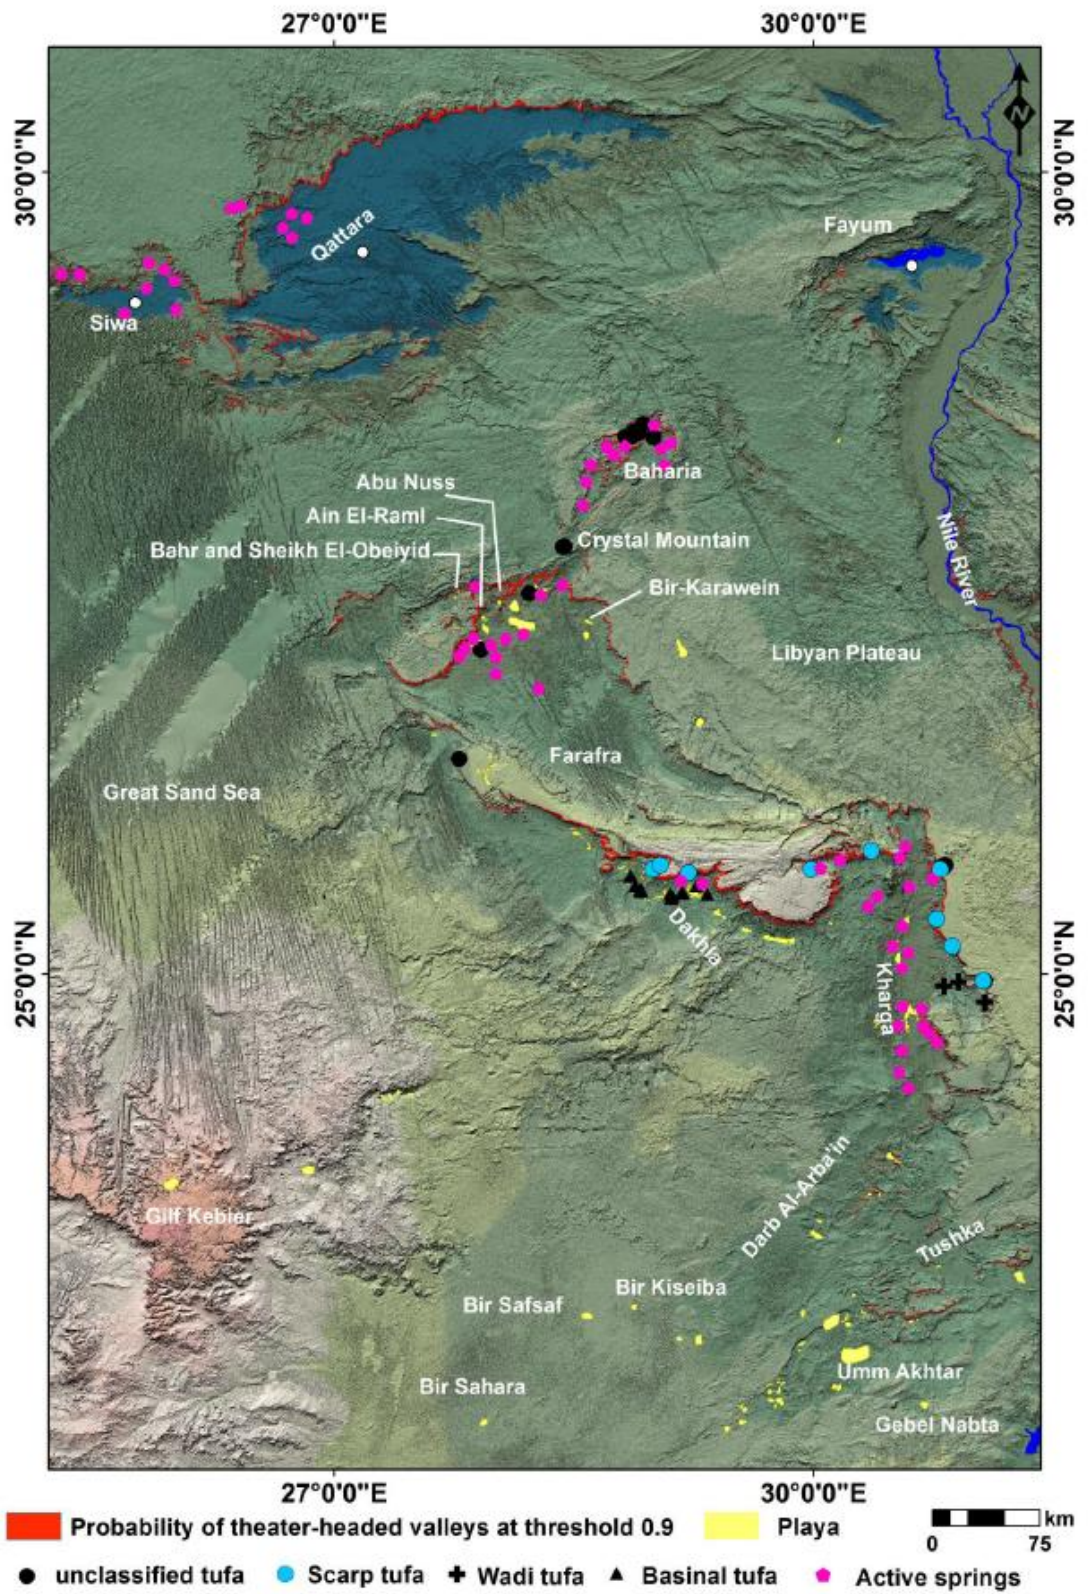 27°0'0"E
30°0'0"E
N
30°0'0"N
30°0'0"N
Fayum
Qattara
Siwa
Baharia
Abu Nuss
Ain El-Raml
Bahr and Sheikh El-Obeiyid
Crystal Mountain
Nile River
Bir-Karawein
Libyan Plateau
Farafra
Great Sand Sea
Dakhla
25°0'0"N
25°0'0"N
Kharga
Darb Al-Arba'in
Gilf Kebier
Tushka
Bir Kiseiba
Bir Safsaf
Umm Akhtar
Bir Sahara
Gebel Nabta
27°0'0"E
30°0'0"E
Probability of theater-headed valleys at threshold 0.9
Playa
km
0
75
unclassified tufa
Scarp tufa
Wadi tufa
Basinal tufa
Active springs